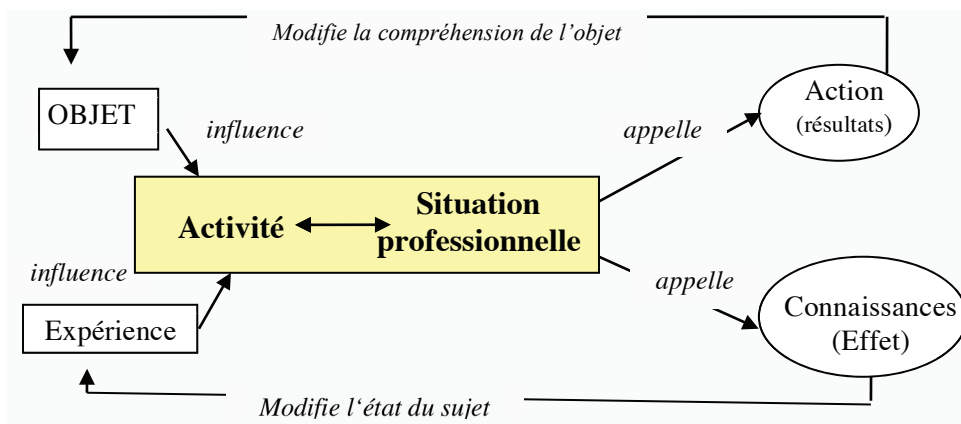 Modifie la compréhension de l’objet
OBJET
influence
appelle
Action
(résultats)
Activité
Situation
professionnelle
influence
appelle
Expérience
Connaissances
(Effet)
Modifie l‘état du sujet